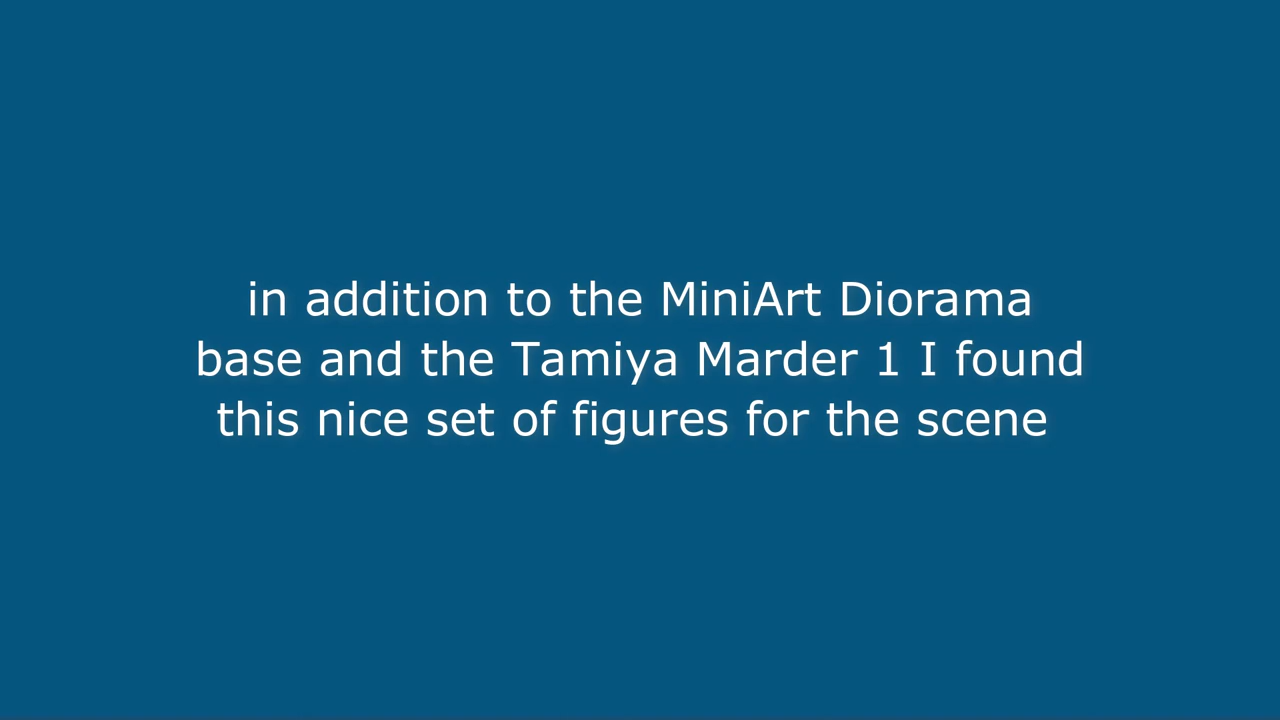 in addition to the MiniArt Diorama
base and the Tamiya Marder 1 I found
this nice set of figures for the scene